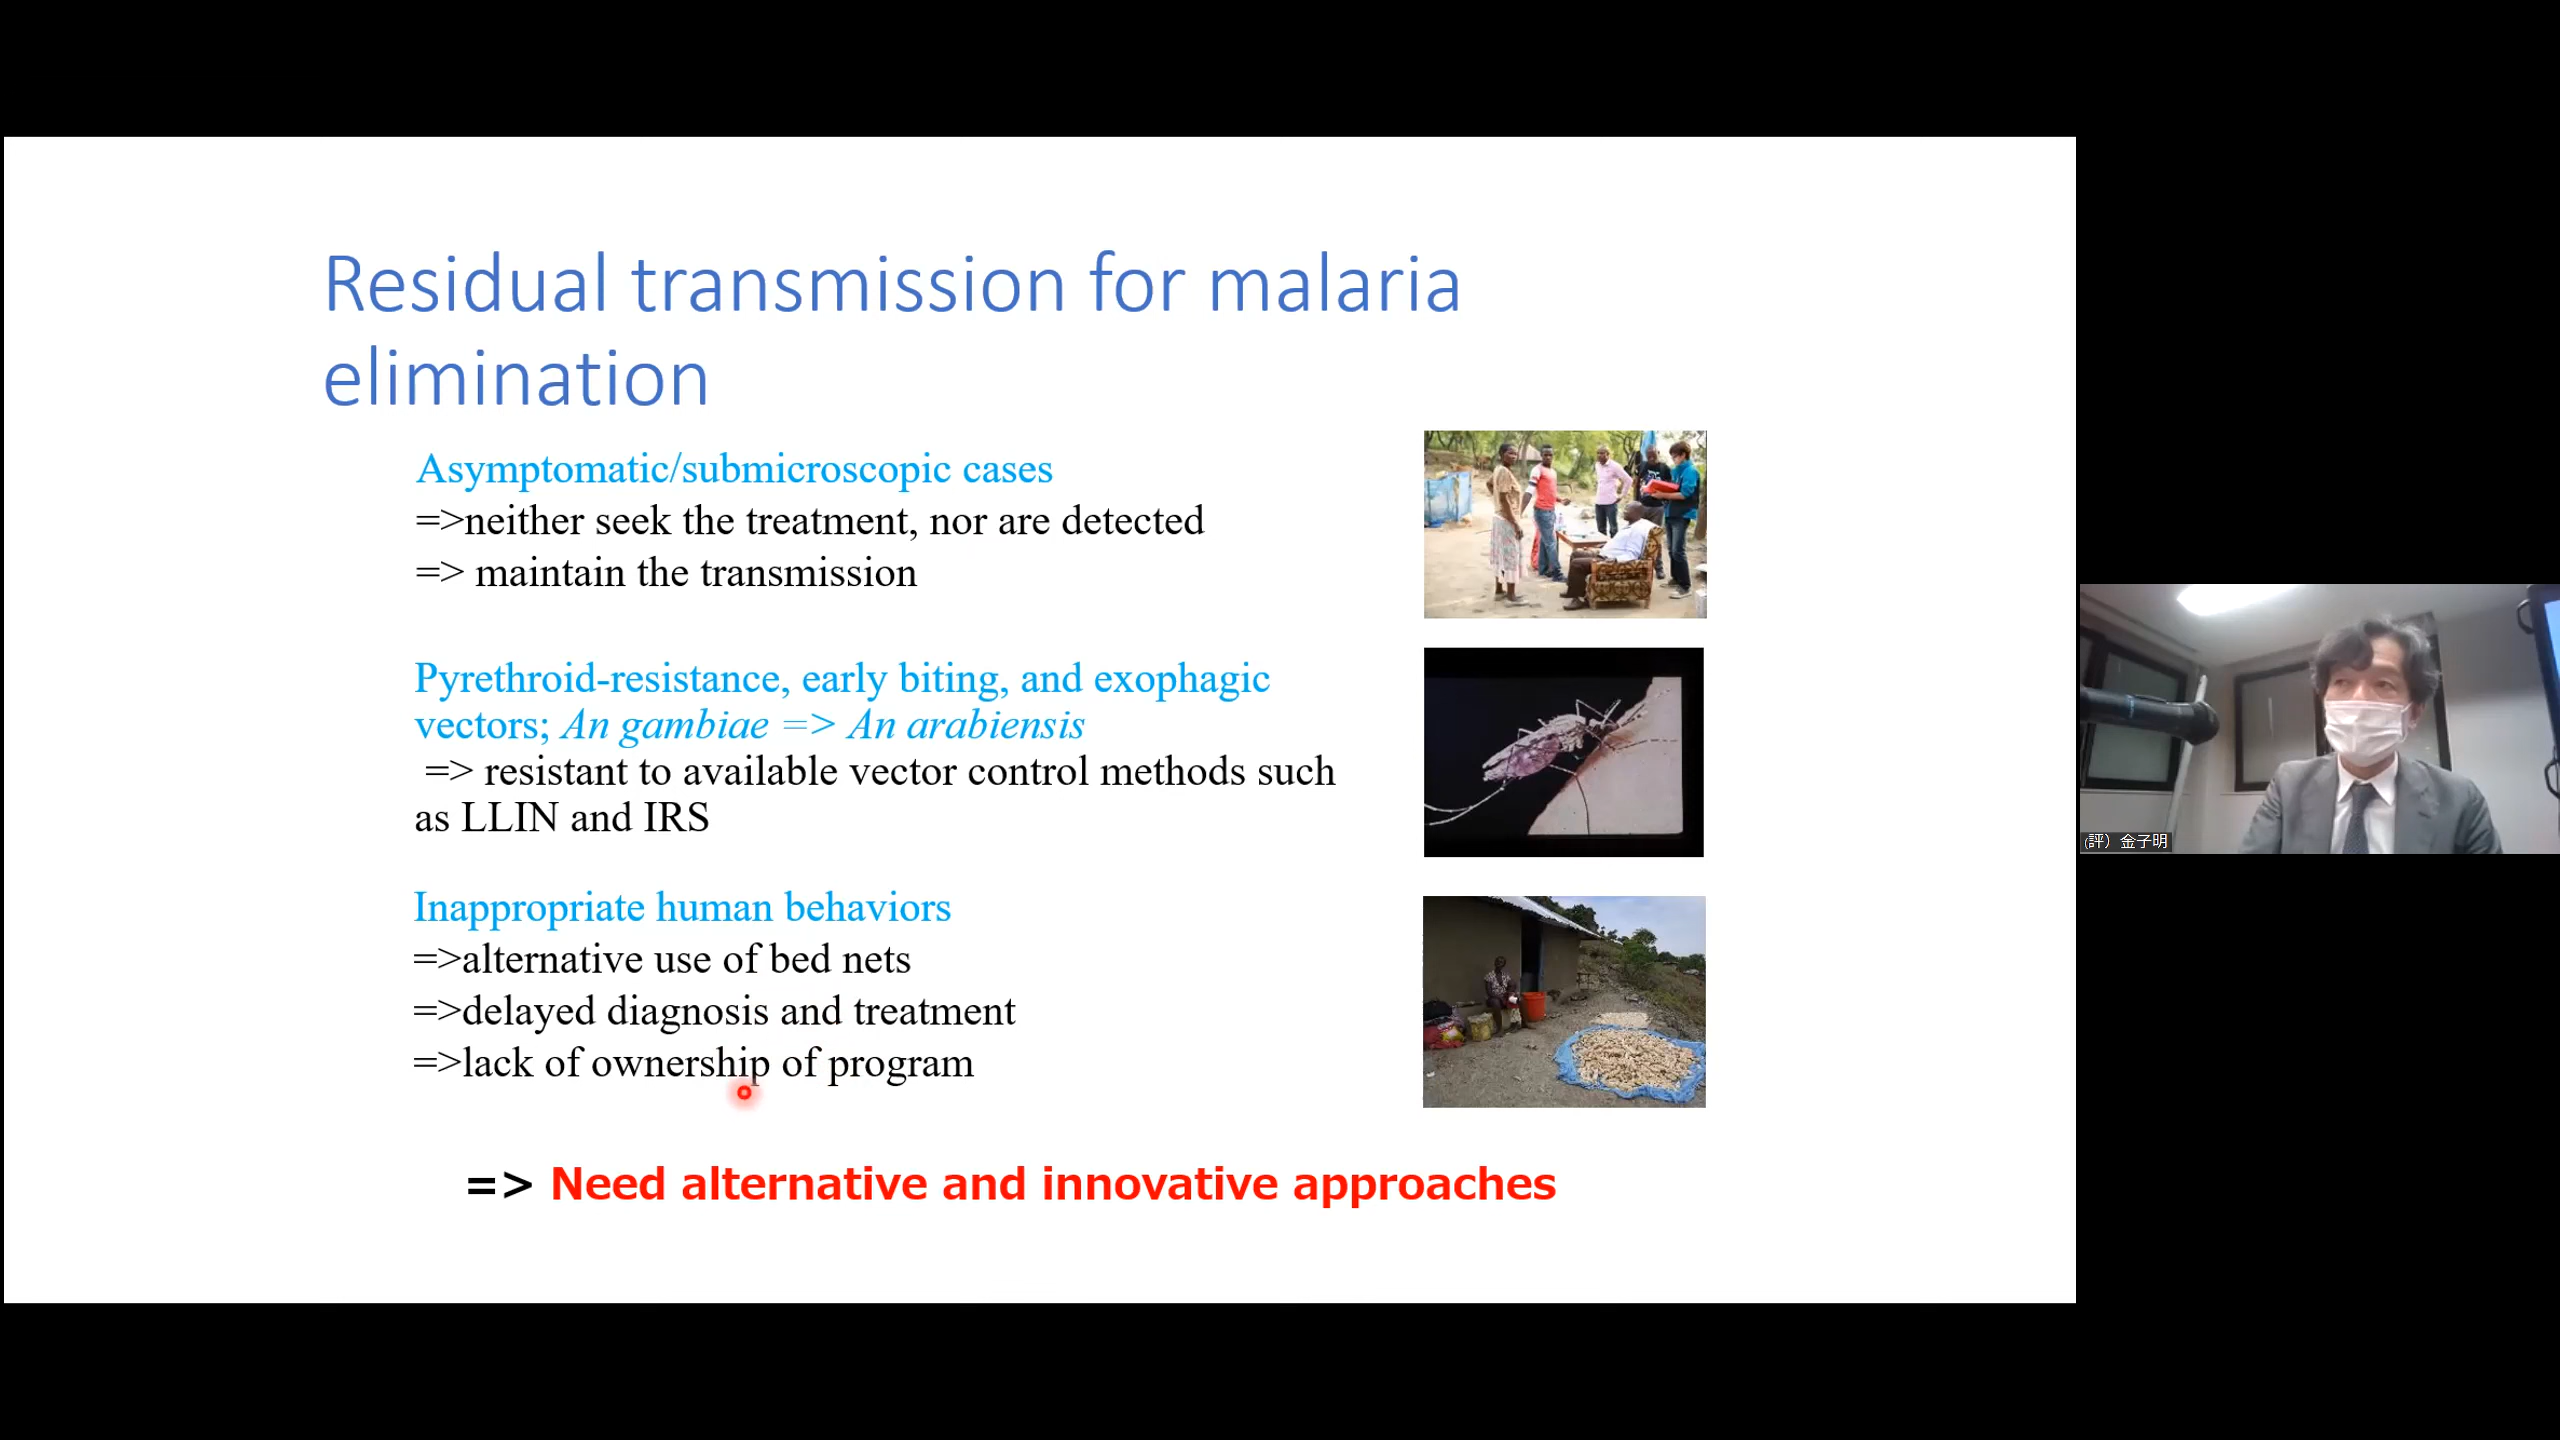 Residual transmission for malaria
elimination
Asymptomatic/submicroscopic cases
=>neither seek the treatment, nor are detected
=> maintain the transmission
Pyrethroid-resistance, early biting, and exophagic
vectors; An gambiae => An arabiensis
=> resistant to available vector control methods such
as LLIN and IRS
Inappropriate human behaviors
=>alternative use of bed nets
=>delayed diagnosis and treatment
=>lack of ownership of program
=> Need alternative and innovative approaches
(評）金子明